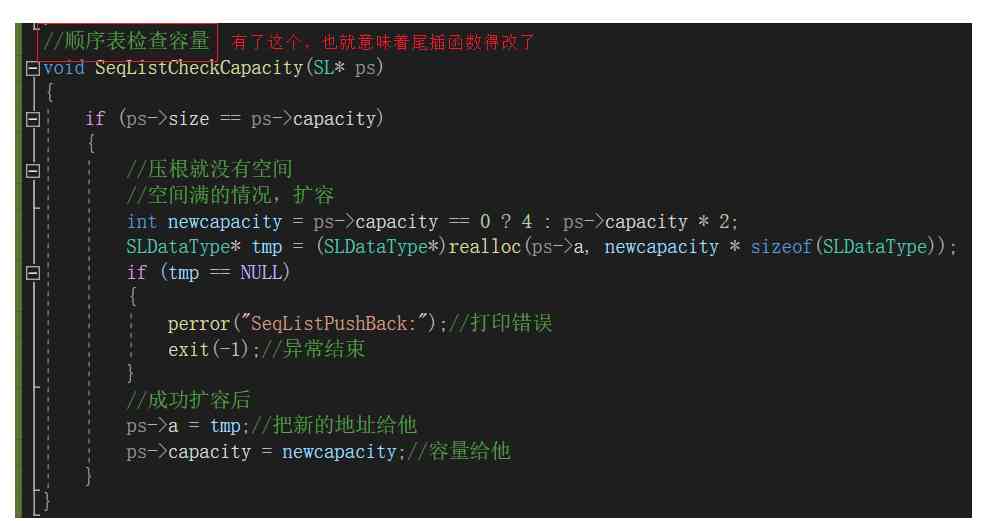 //顺序表检查容量 有了这个，也就意味着尾插函数得改了
void SeqListCheckCapacity(SL* ps)
{
if (ps->size == ps->capacity)
{
//压根就没有空间
//空间满的情况，扩容
int newcapacity = ps->capacity == 0 ? 4 : ps->capacity * 2;
SLDataType* tmp = (SLDataType*)realloc(ps->a, newcapacity * sizeof(SLDataType));
if (tmp == NULL)
{
perror("SeqListPushBack:");//打印错误
exit(-1);//异常结束
}
//成功扩容后
ps->a = tmp;//把新的地址给他
ps->capacity = newcapacity;//容量给他
}
}